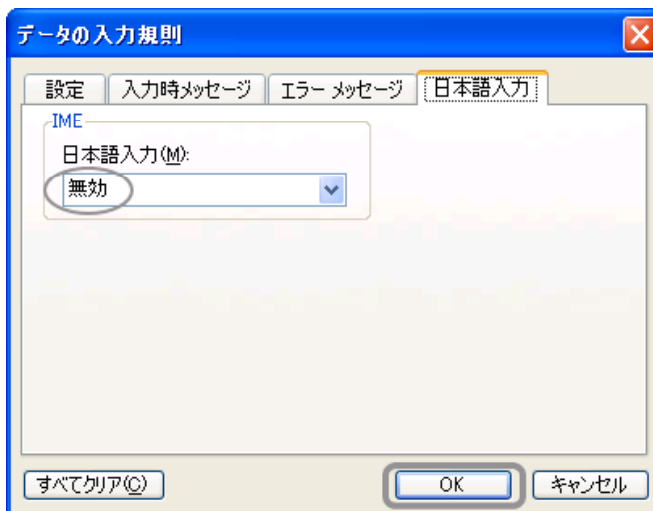 データの入力規則
設定 入力時メッセージ エラー メッセージ 日本語入力
IME
日本語入力(M):
無効
すべてクリア(C) OK キャンセル